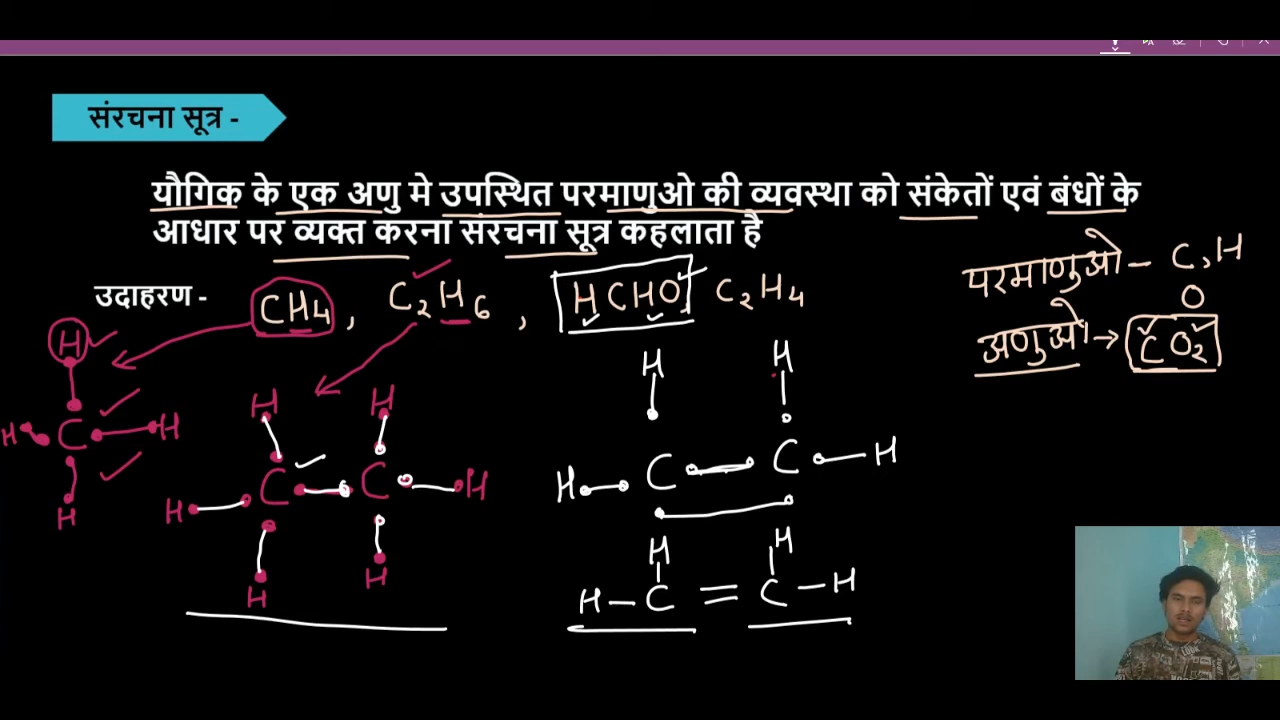 संरचना सूत्र -
यौगिक के एक अणु मे उपस्थित परमाणुओ की व्यवस्था को संकेतों एवं बंधों के
आधार पर व्यक्त करना संरचना सूत्र कहलाता है
उदाहरण - CH4, C2H6, HCHO, C2H4
परमाणुओ - C, H
O
अणुओ → CO2
H
H C H
H
H H
H C C H
H H
H H
H C C H
H H
H - C = C - H